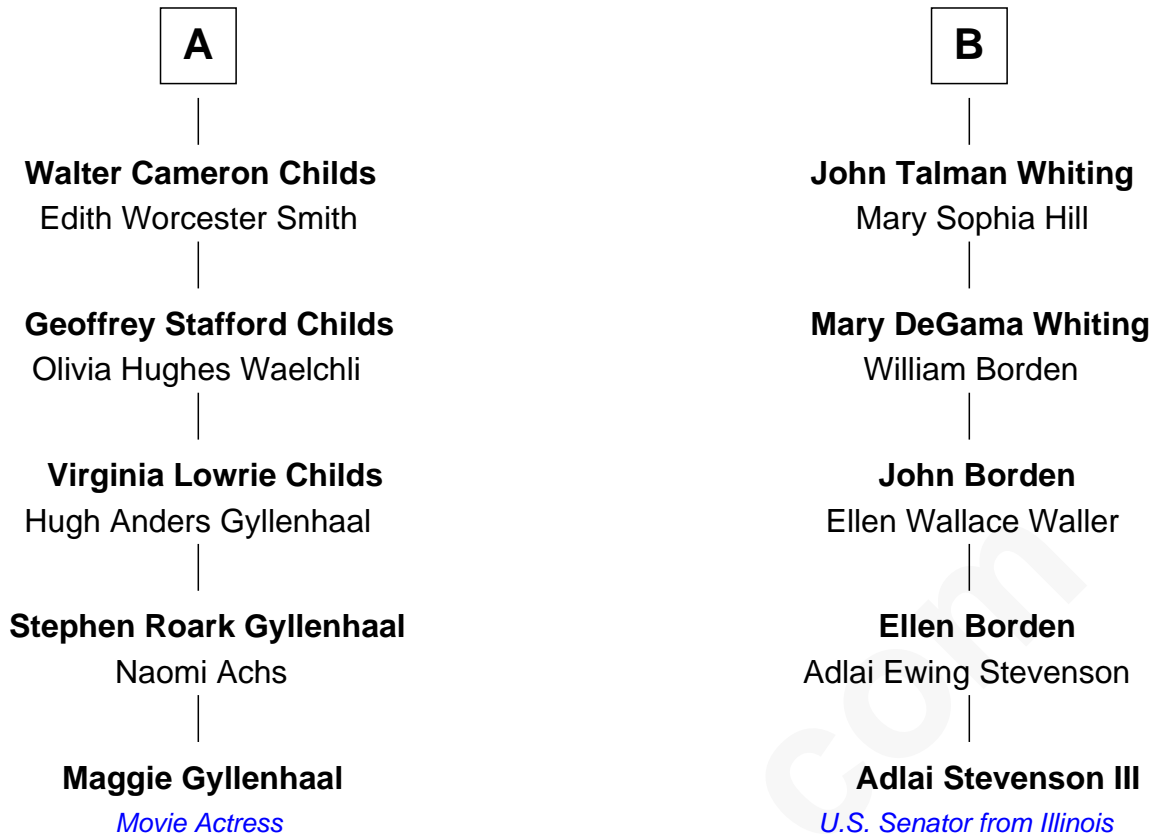 A
Walter Cameron Childs
Edith Worcester Smith
Geoffrey Stafford Childs
Olivia Hughes Waelchli
Virginia Lowrie Childs
Hugh Anders Gyllenhaal
Stephen Roark Gyllenhaal
Naomi Achs
Maggie Gyllenhaal
Movie Actress
B
John Talman Whiting
Mary Sophia Hill
Mary DeGama Whiting
William Borden
John Borden
Ellen Wallace Waller
Ellen Borden
Adlai Ewing Stevenson
Adlai Stevenson III
U.S. Senator from Illinois
com